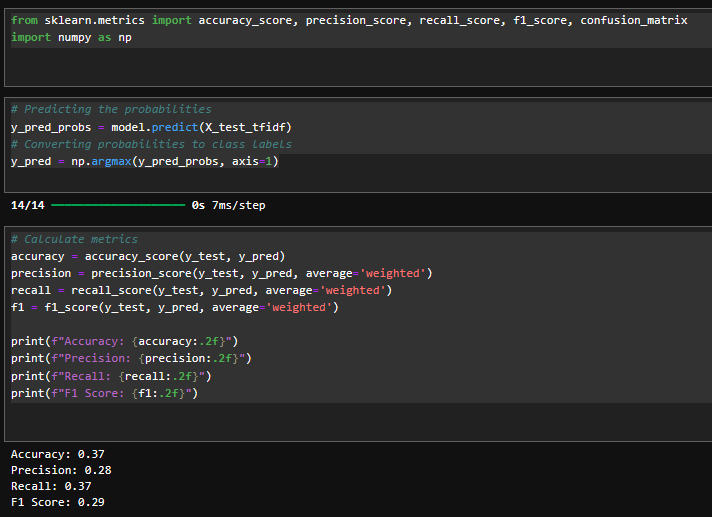 from sklearn.metrics import accuracy_score, precision_score, recall_score, f1_score, confusion_matrix
import numpy as np
# Predicting the probabilities
y_pred_probs = model.predict(X_test_tfidf)
# Converting probabilities to class labels
y_pred = np.argmax(y_pred_probs, axis=1)
14/14 ━━━━━━━━━━━━━━━━━━━━ 0s 7ms/step
# Calculate metrics
accuracy = accuracy_score(y_test, y_pred)
precision = precision_score(y_test, y_pred, average='weighted')
recall = recall_score(y_test, y_pred, average='weighted')
f1 = f1_score(y_test, y_pred, average='weighted')
print(f"Accuracy: {accuracy:.2f}")
print(f"Precision: {precision:.2f}")
print(f"Recall: {recall:.2f}")
print(f"F1 Score: {f1:.2f}")
Accuracy: 0.37
Precision: 0.28
Recall: 0.37
F1 Score: 0.29